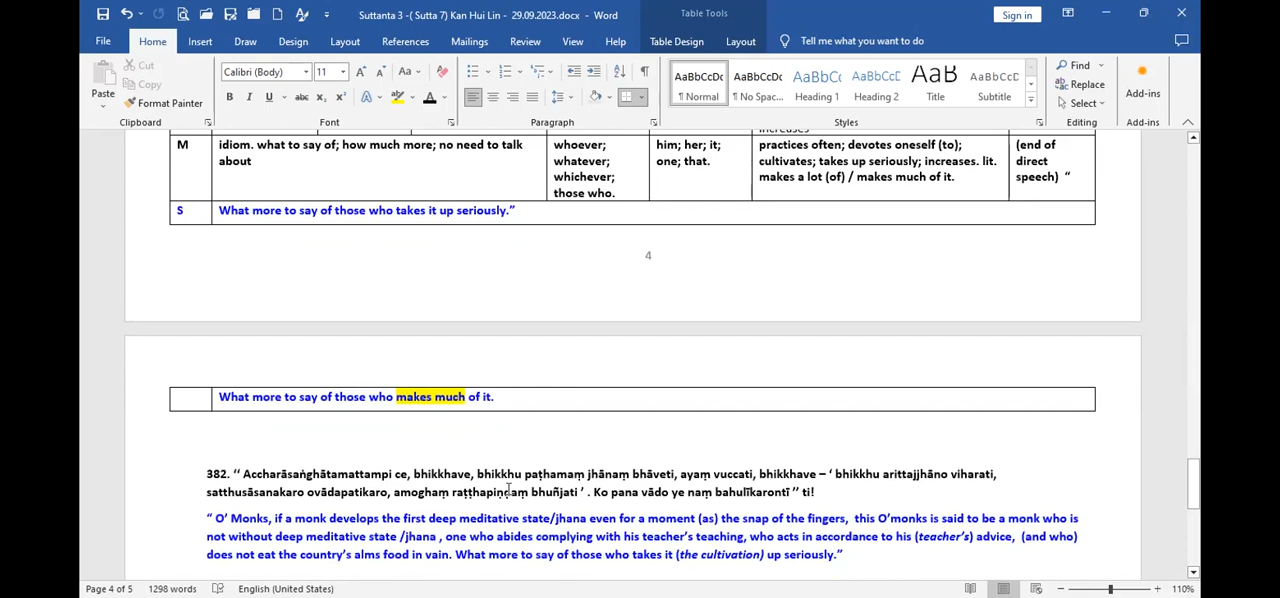 Suttanta 3 -( Sutta 7) Kan Hui Lin - 29.09.2023.docx - Word
Table Tools
Sign in
File Home Insert Draw Design Layout References Mailings Review View Help Table Design Layout Tell me what you want to do
Paste
Cut
Copy
Format Painter
Calibri (Body) 11
AaBbCcDc AaBbCcDc AaBbCc AaBbCcD AaB AaBbCcD
¶ Normal ¶ No Spac... Heading 1 Heading 2 Title Subtitle
Find
Replace
Select
Add-ins
Clipboard Font Paragraph Styles Editing Add-ins
increases
M
idiom. what to say of; how much more; no need to talk
about
whoever;
whatever;
whichever;
those who.
him; her; it;
one; that.
practices often; devotes oneself (to);
cultivates; takes up seriously; increases. lit.
makes a lot (of) / makes much of it.
(end of
direct
speech) “
S What more to say of those who takes it up seriously.”
4
What more to say of those who makes much of it.
382. “ Accharāsaṅghātamattampi ce, bhikkhave, bhikkhu paṭhamaṃ jhānaṃ bhāveti, ayaṃ vuccati, bhikkhave – ‘ bhikkhu arittajjhāno viharati,
satthusāsanakaro ovādapatikaro, amoghaṃ raṭṭhapiṇḍaṃ bhuñjati ’ . Ko pana vādo ye naṃ bahulīkarontī ” ti!
“ O’ Monks, if a monk develops the first deep meditative state/jhana even for a moment (as) the snap of the fingers, this O’monks is said to be a monk who is
not without deep meditative state /jhana , one who abides complying with his teacher’s teaching, who acts in accordance to his (teacher’s) advice, (and who)
does not eat the country’s alms food in vain. What more to say of those who takes it (the cultivation) up seriously.”
Page 4 of 5 1298 words English (United States) 110%